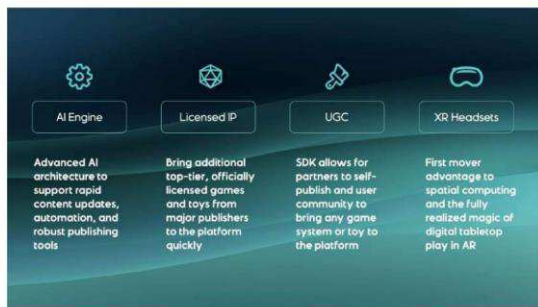 AI Engine
Advanced AI
architecture to
support rapid
content updates,
automation, and
robust publishing
tools
Licensed IP
Bring additional
top-tier, officially
licensed games
and toys from
major publishers
to the platform
quickly
UGC
SDK allows for
partners to self-
publish and user
community to
bring any game
system or toy to
the platform
XR Headsets
First mover
advantage to
spatial computing
and the fully
realized magic of
digital tabletop
play in AR